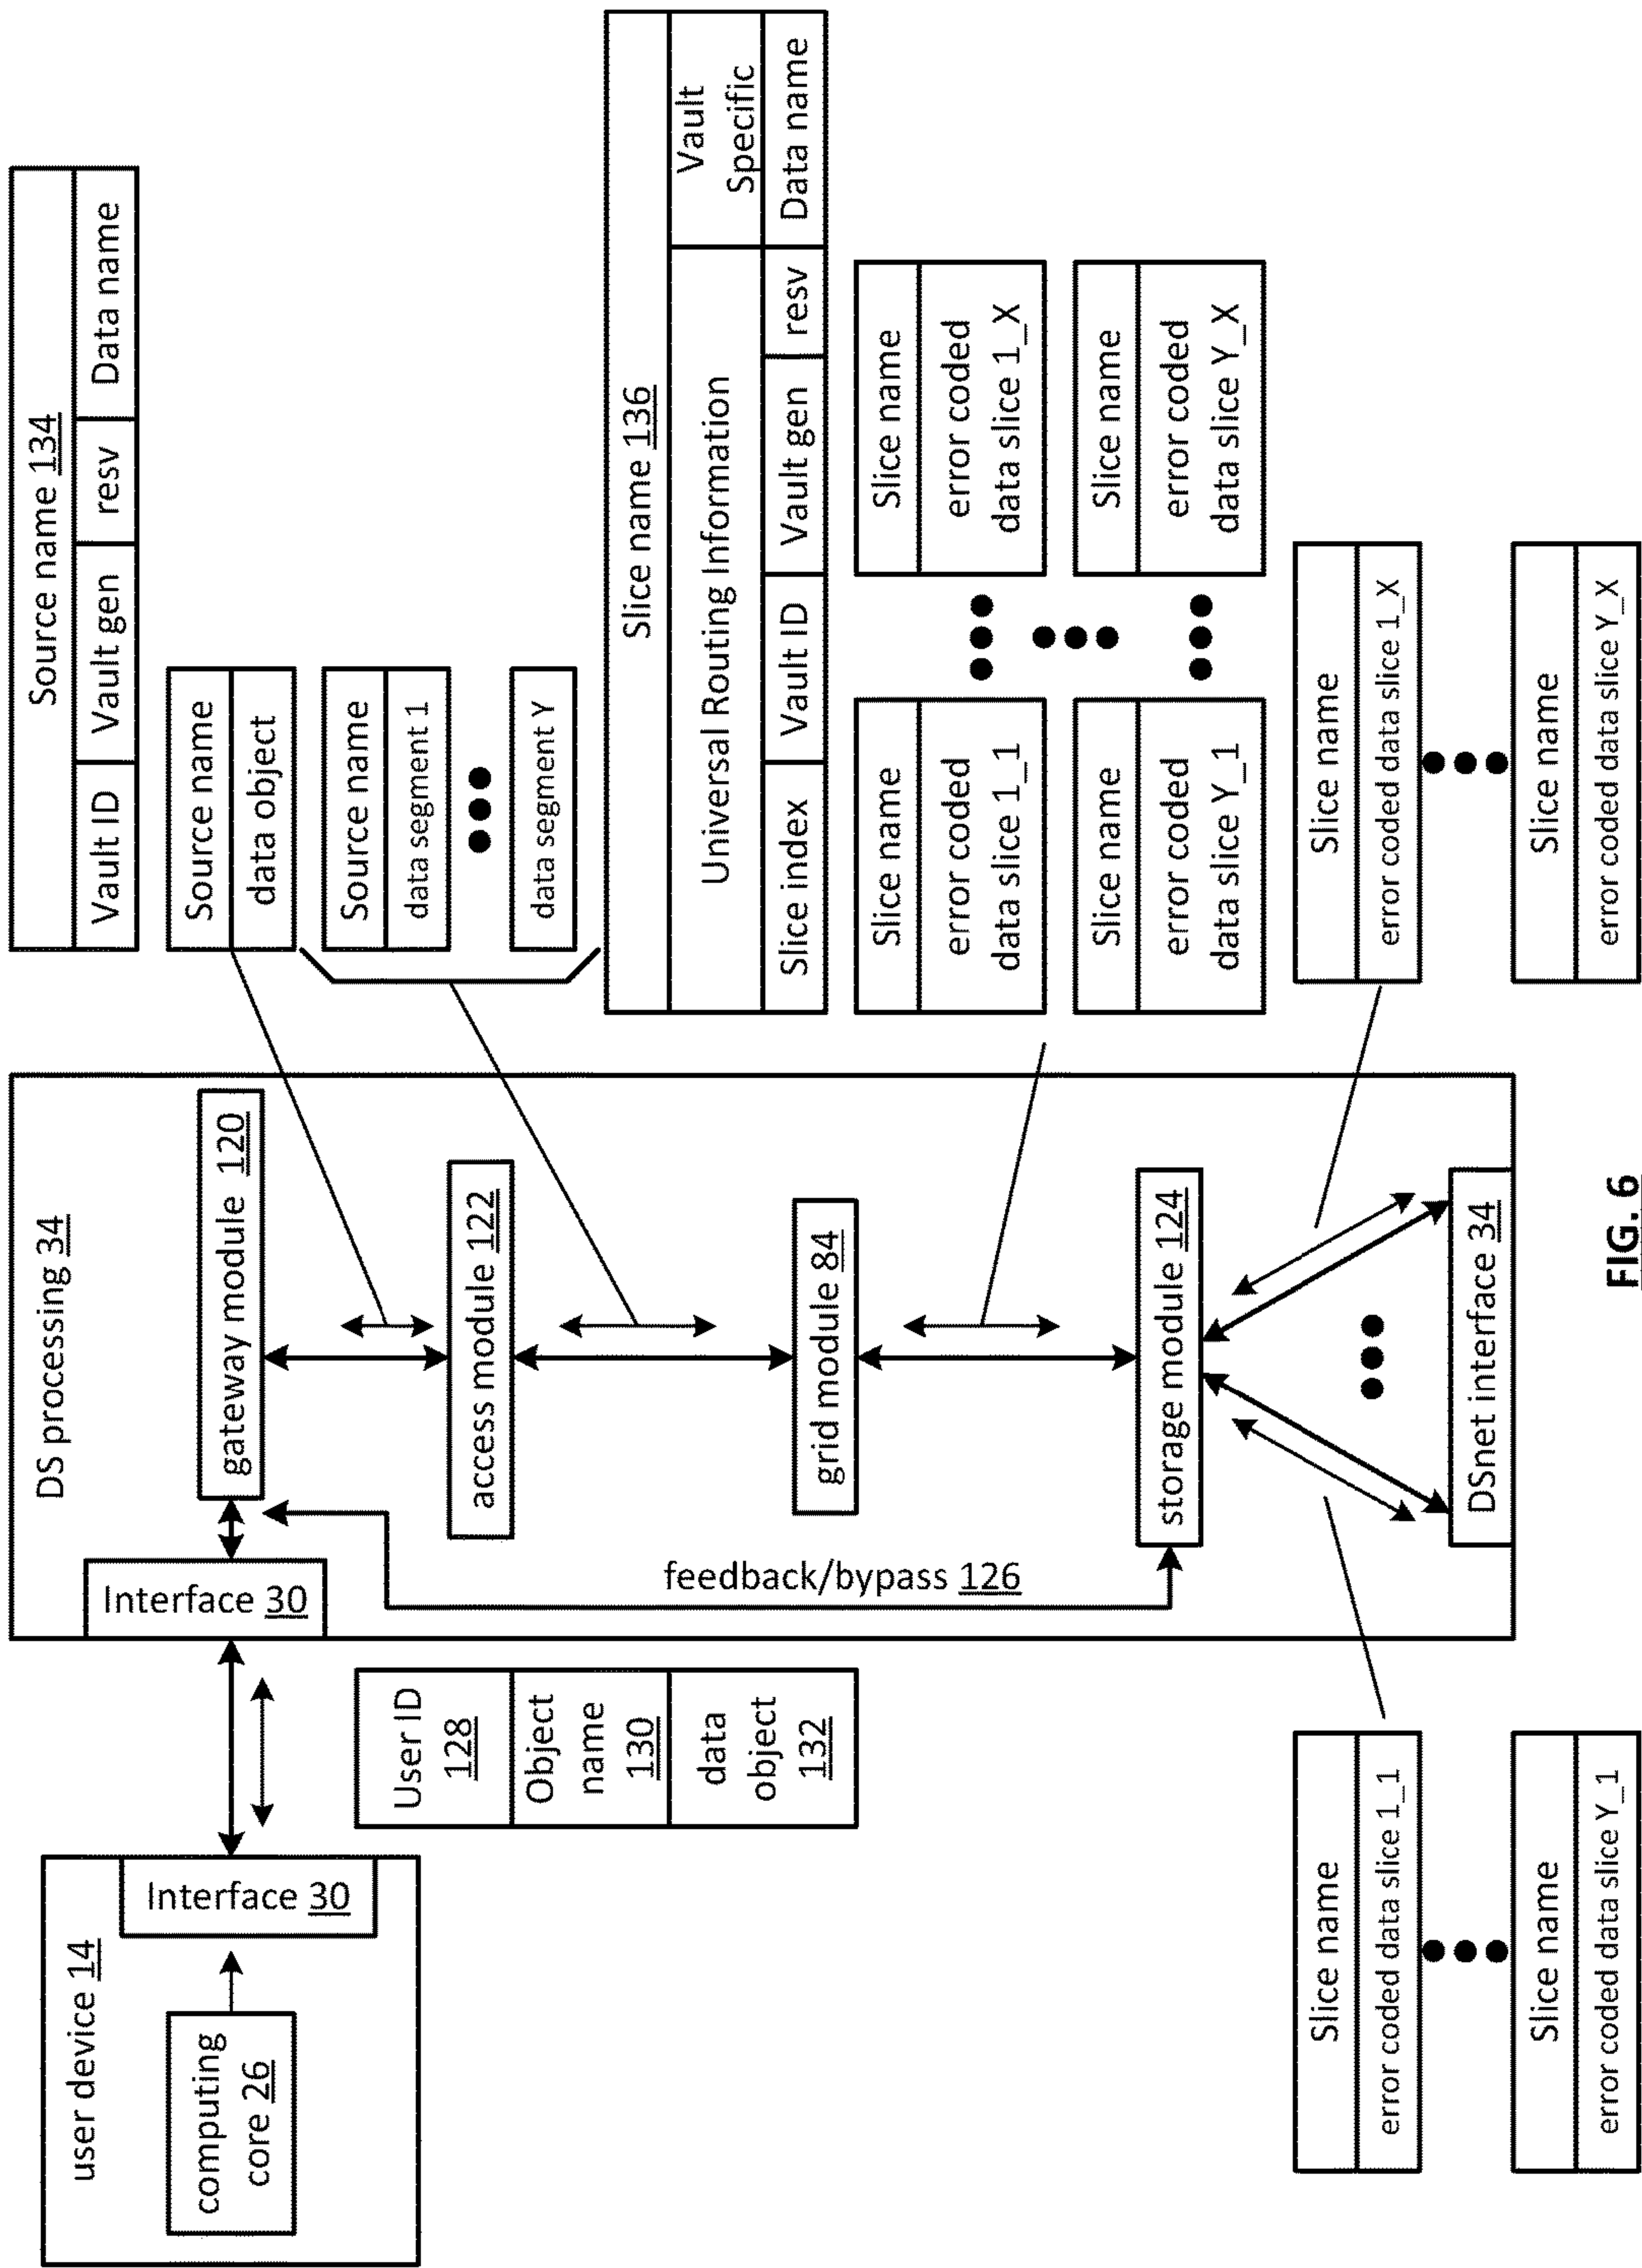 user device 14
computing
core 26
Interface 30
User ID
128
Object
name
130
data
object
132
DS processing 34
Interface 30
gateway module 120
access module 122
grid module 84
storage module 124
DSnet interface 34
feedback/bypass 126
Source name 134
Vault ID
Vault gen
resv
Data name
Source name
data object
Source name
data segment 1
data segment Y
Slice name 136
Universal Routing Information
Vault
Specific
Slice index
Vault ID
Vault gen
resv
Data name
Slice name
error coded
data slice 1_1
Slice name
error coded
data slice 1_X
Slice name
error coded
data slice Y_1
Slice name
error coded
data slice Y_X
Slice name
error coded data slice 1_1
Slice name
error coded data slice Y_1
Slice name
error coded data slice 1_X
Slice name
error coded data slice Y_X
FIG. 6